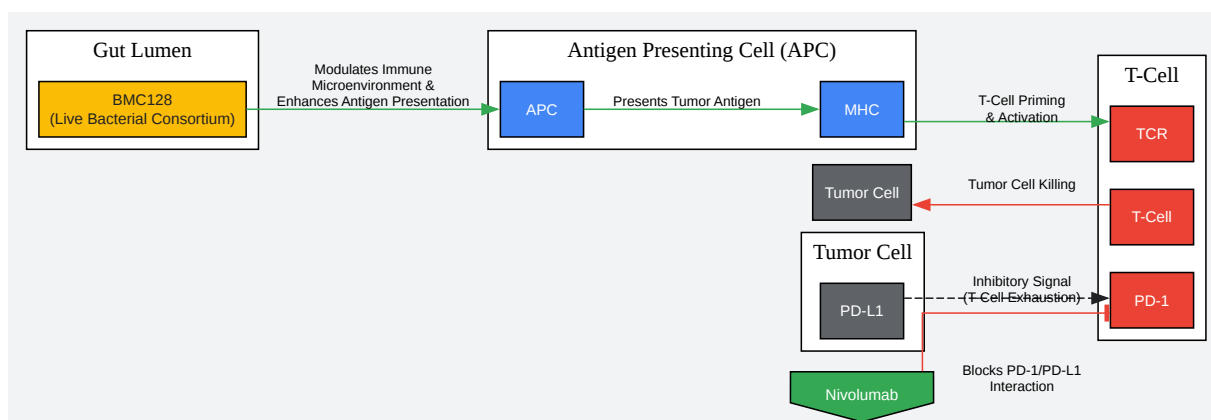 Gut Lumen
BMC128
(Live Bacterial Consortium)
Modulates Immune
Microenvironment &
Enhances Antigen Presentation
Antigen Presenting Cell (APC)
APC
Presents Tumor Antigen
MHC
T-Cell Priming
& Activation
T-Cell
TCR
Tumor Cell
Tumor Cell Killing
T-Cell
Tumor Cell
PD-L1
Inhibitory Signal
(T Cell Exhaustion)
PD-1
Nivolumab
Blocks PD-1/PD-L1
Interaction